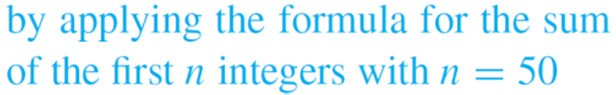 by applying the formula for the sum
of the first n integers with n = 50